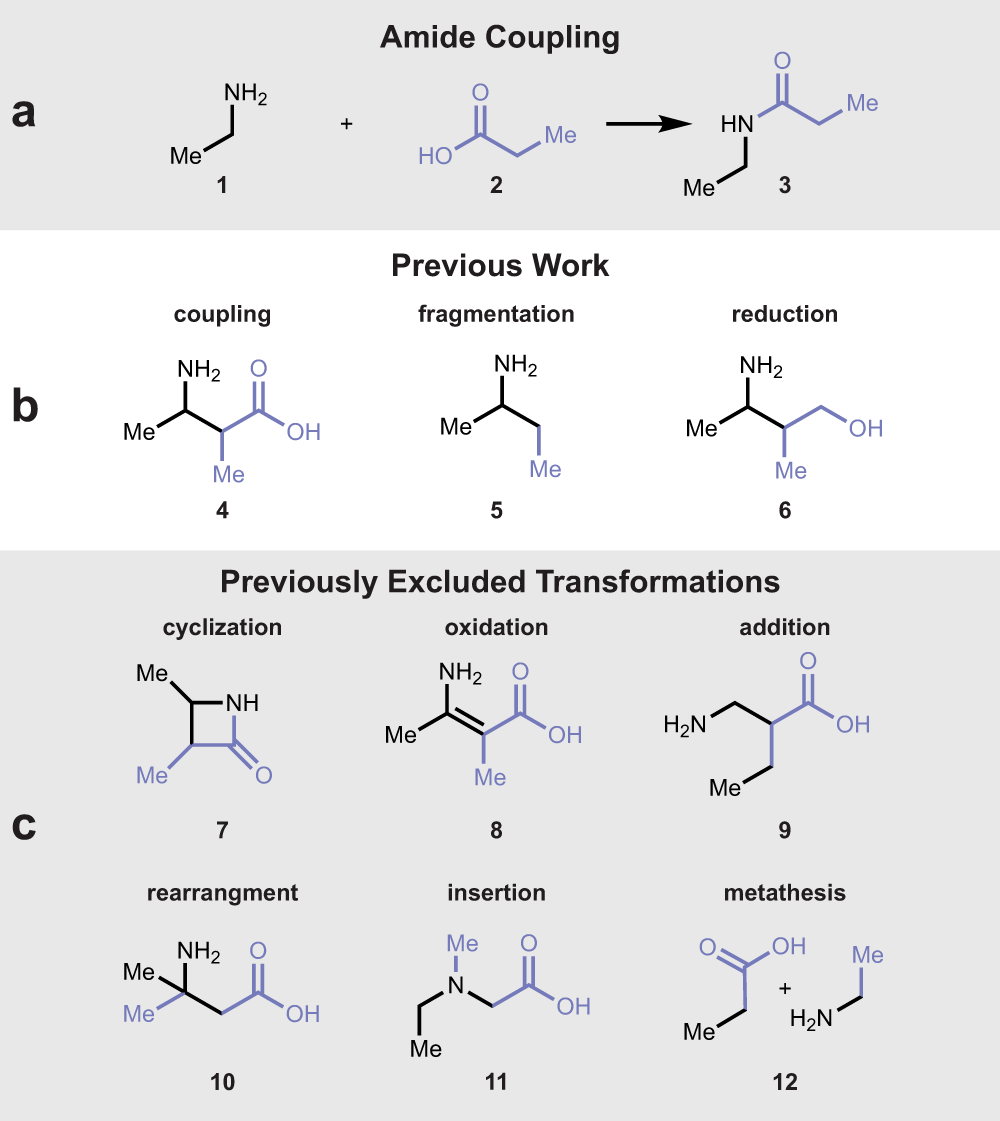 Amide Coupling
a
NH2
Me
1
+
O
HO
Me
2
O
HN
Me
Me
3
Previous Work
b
coupling
NH2
O
Me
OH
Me
4
fragmentation
NH2
Me
Me
5
reduction
NH2
Me
OH
Me
6
Previously Excluded Transformations
c
cyclization
Me
NH
Me
O
7
oxidation
NH2
O
Me
OH
Me
8
addition
O
H2N
OH
Me
9
rearrangment
NH2
O
Me
Me
OH
10
insertion
Me
O
N
OH
Me
11
metathesis
O
OH
Me
+
Me
H2N
12